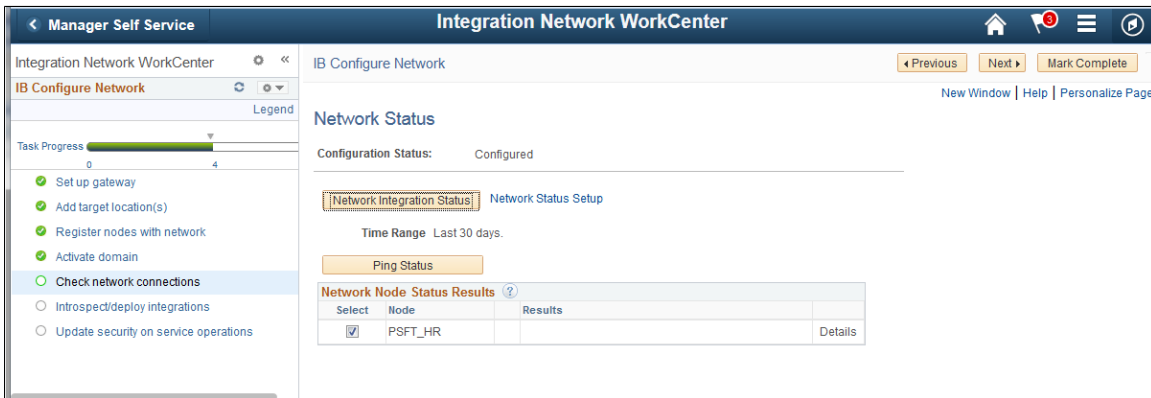 Manager Self Service
Integration Network WorkCenter
3
Integration Network WorkCenter
IB Configure Network
Legend
Task Progress
0 4
Set up gateway
Add target location(s)
Register nodes with network
Activate domain
Check network connections
Introspect/deploy integrations
Update security on service operations
IB Configure Network
Previous Next Mark Complete
New Window | Help | Personalize Page
Network Status
Configuration Status: Configured
Network Integration Status Network Status Setup
Time Range Last 30 days.
Ping Status
Network Node Status Results ?
Select Node Results
PSFT_HR Details